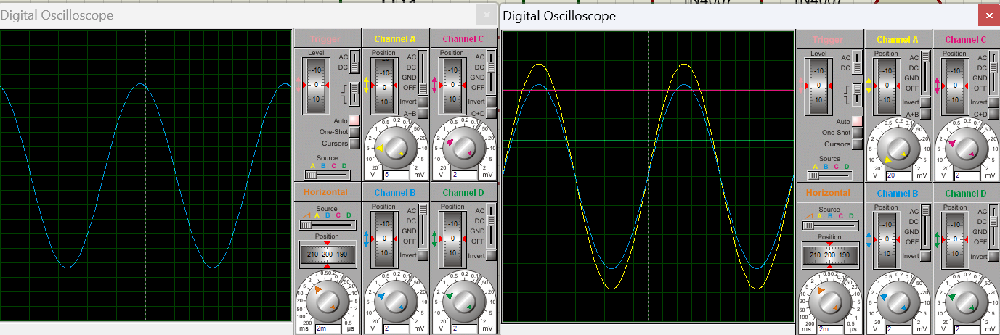 1N4007
1N4007
Digital Oscilloscope
Trigger
Level
-10
0
10
AC
DC
Auto
One-Shot
Cursors
Source
A B C D
Channel A
Position
-10
0
10
AC
DC
GND
OFF
Invert
A+B
0.5 0.2 0.1
1
2
5
10
20
50
20
10
5
2
V
5
mV
Channel C
Position
-10
0
10
AC
DC
GND
OFF
Invert
C+D
0.5 0.2 0.1
1
2
5
10
20
50
20
10
5
2
V
2
mV
Horizontal
Source
A B C D
Position
210 200 190
0.5 0.2 0.1
1
2
5
10
20
50
100
200
50
20
10
5
2
1
0.5
ms
2m
µs
Channel B
Position
-10
0
10
AC
DC
GND
OFF
Invert
0.5 0.2 0.1
1
2
5
10
20
50
20
10
5
2
V
2
mV
Channel D
Position
-10
0
10
AC
DC
GND
OFF
Invert
0.5 0.2 0.1
1
2
5
10
20
50
20
10
5
2
V
2
mV
Digital Oscilloscope
Trigger
Level
-10
0
10
AC
DC
Auto
One-Shot
Cursors
Source
A B C D
Channel A
Position
-10
0
10
AC
DC
GND
OFF
Invert
A+B
0.5 0.2 0.1
1
2
5
10
20
50
20
10
5
2
V
20
mV
Channel C
Position
-10
0
10
AC
DC
GND
OFF
Invert
C+D
0.5 0.2 0.1
1
2
5
10
20
50
20
10
5
2
V
2
mV
Horizontal
Source
A B C D
Position
210 200 190
0.5 0.2 0.1
1
2
5
10
20
50
100
200
50
20
10
5
2
1
0.5
ms
2m
µs
Channel B
Position
-10
0
10
AC
DC
GND
OFF
Invert
0.5 0.2 0.1
1
2
5
10
20
50
20
10
5
2
V
2
mV
Channel D
Position
-10
0
10
AC
DC
GND
OFF
Invert
0.5 0.2 0.1
1
2
5
10
20
50
20
10
5
2
V
2
mV